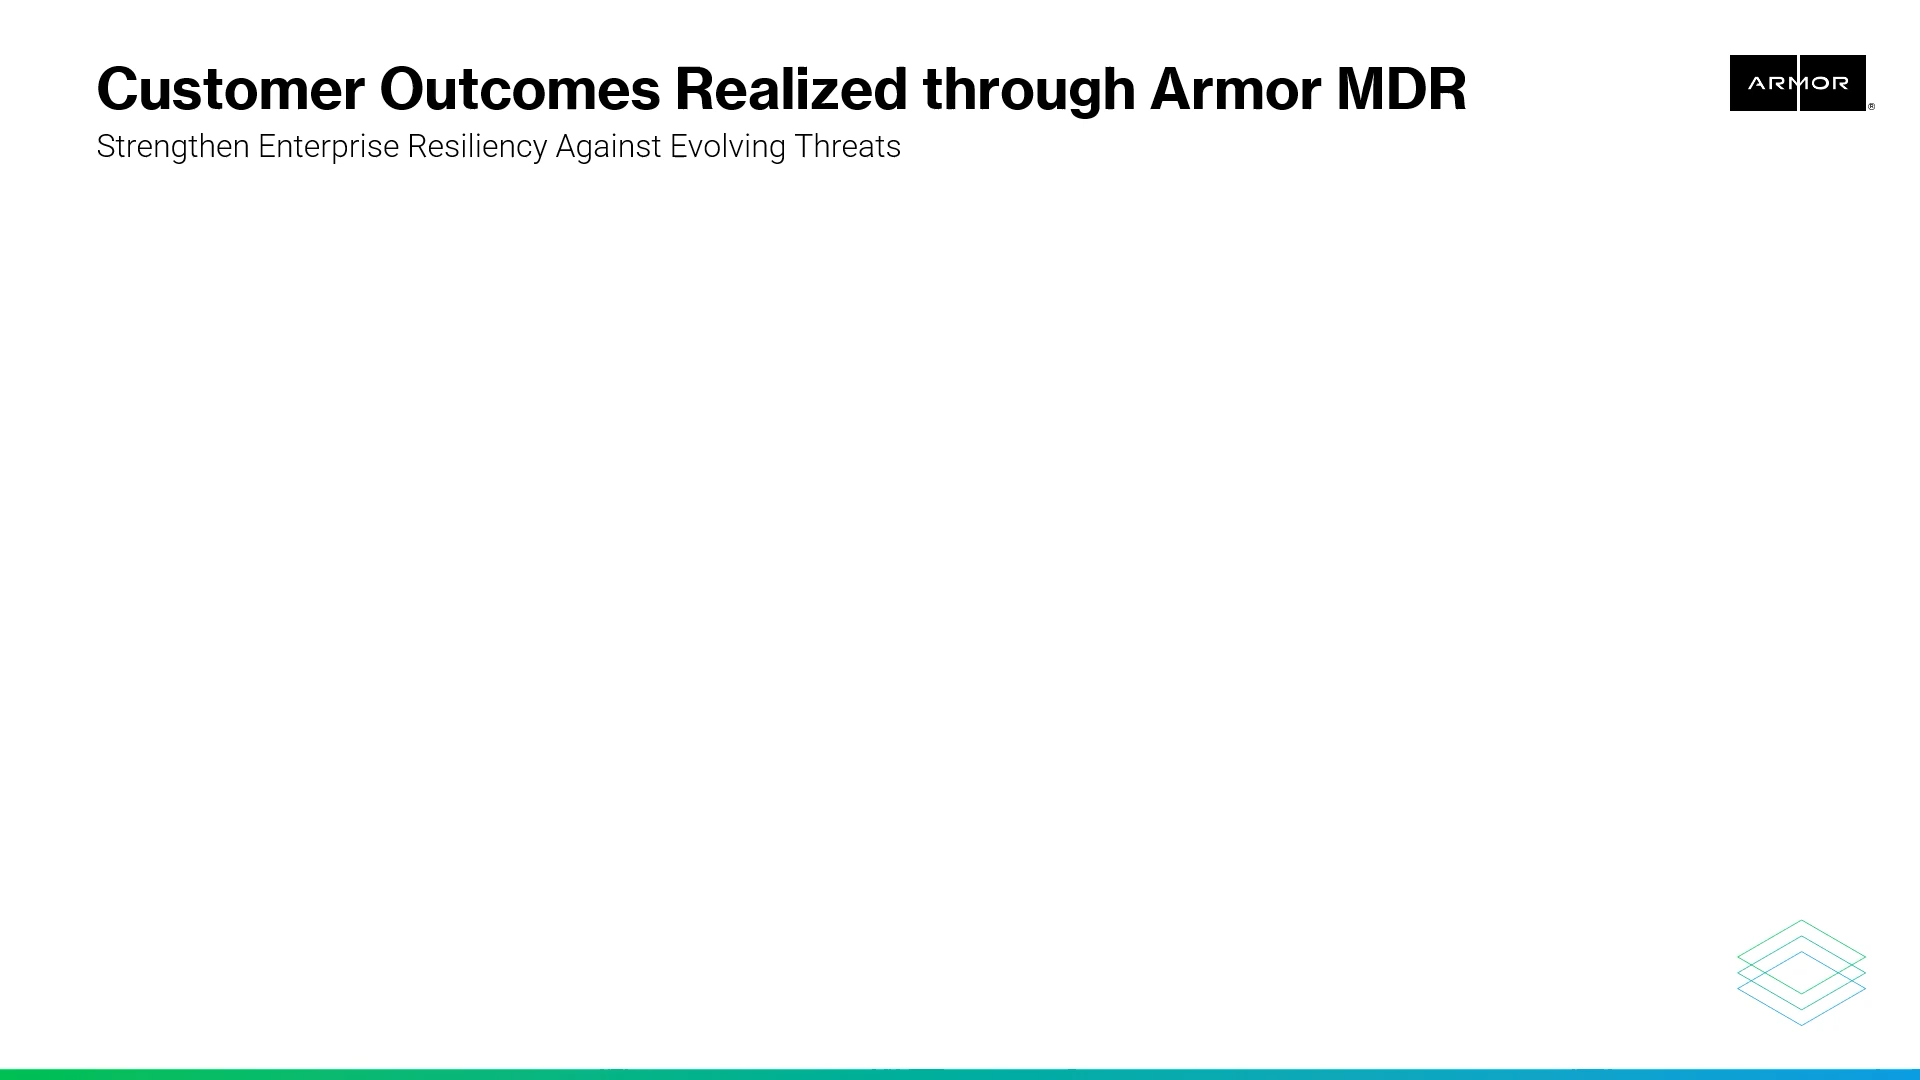 Customer Outcomes Realized through Armor MDR
ARMOR®
Strengthen Enterprise Resiliency Against Evolving Threats